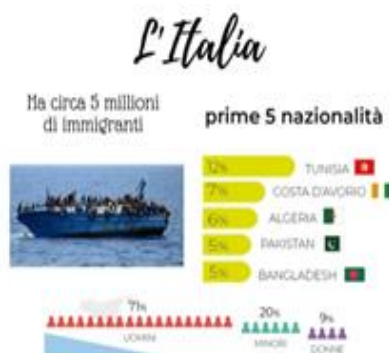 L'Italia
Ha circa 5 milioni
di immigranti
prime 5 nazionalità
12% TUNISIA
7% COSTA D'AVORIO
6% ALGERIA
5% PAKISTAN
5% BANGLADESH
71%
UOMINI
20%
MINORI
9%
DONNE